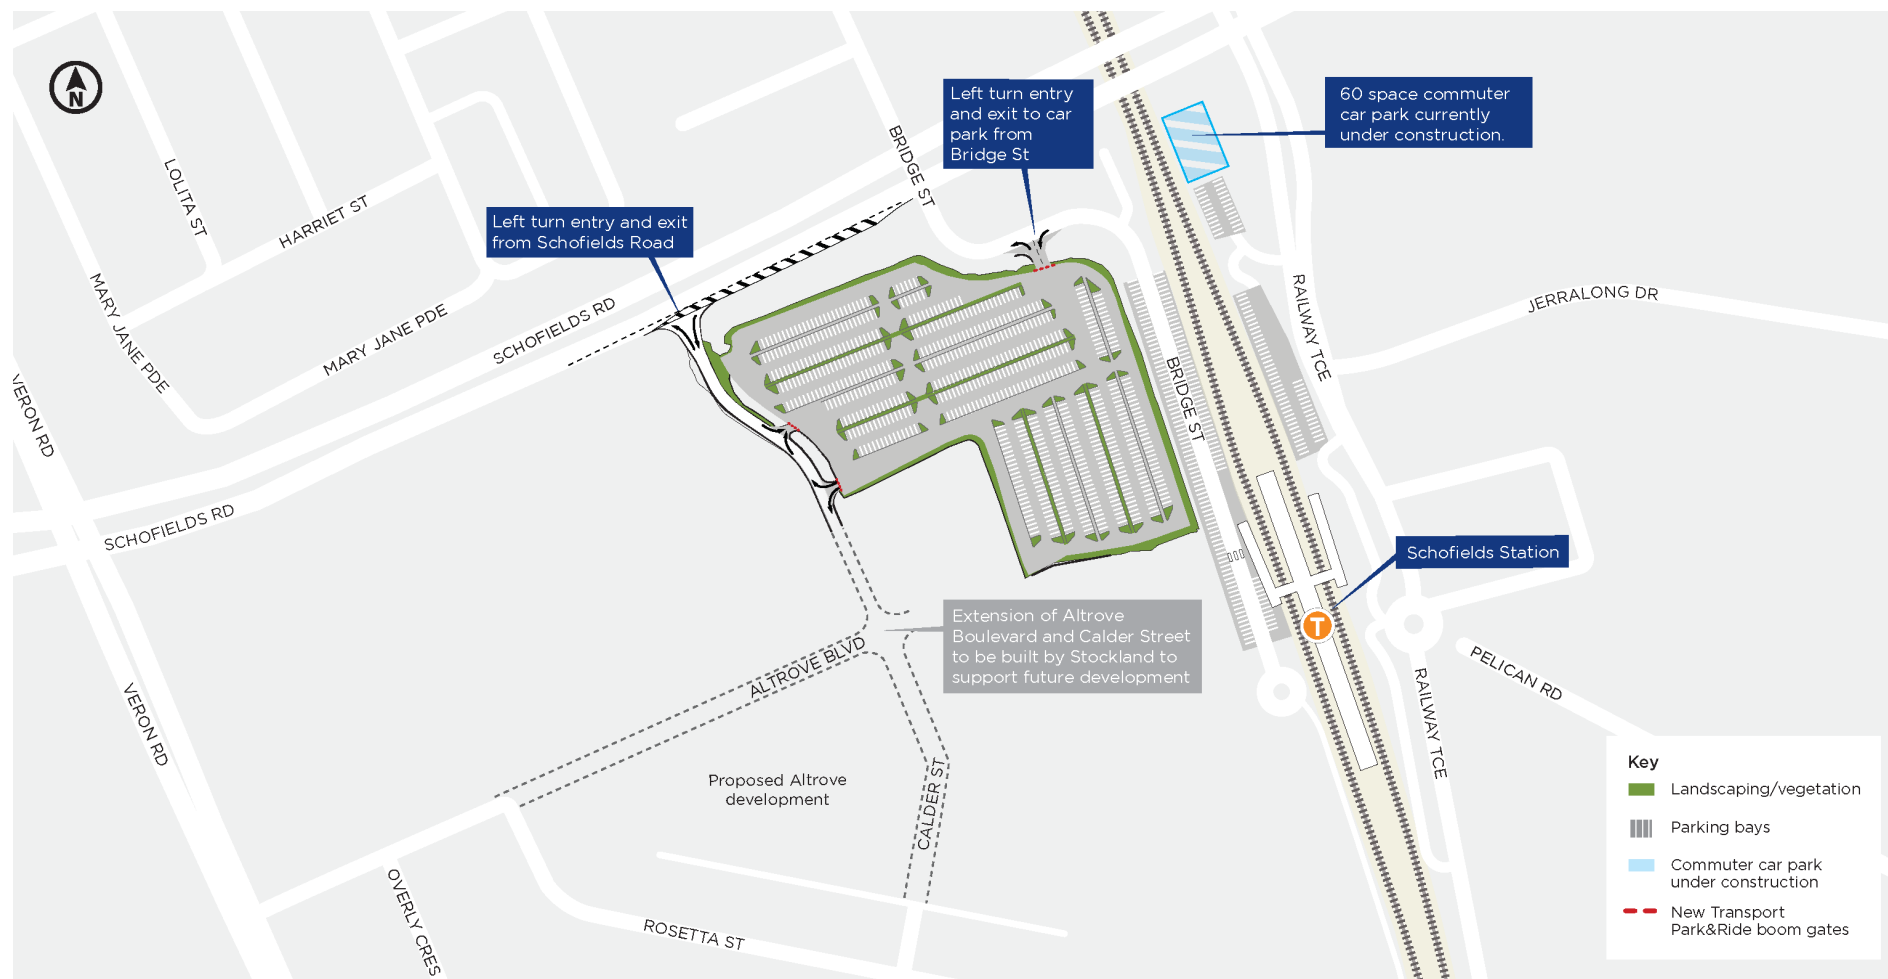 N
Left turn entry
and exit to car
park from
Bridge St
60 space commuter
car park currently
under construction.
Left turn entry and exit
from Schofields Road
LOLITA ST
HARRIET ST
BRIDGE ST
MARY JANE PDE
MARY JANE PDE
SCHOFIELDS RD
RAILWAY TCE
JERRALONG DR
BRIDGE ST
VERON RD
SCHOFIELDS RD
Schofields Station
T
Extension of Altrove
Boulevard and Calder Street
to be built by Stockland to
support future development
ALTROVE BLVD
PELICAN RD
RAILWAY TCE
VERON RD
Proposed Altrove
development
CALDER ST
OVERLY CRES
ROSETTA ST
Key
Landscaping/vegetation
Parking bays
Commuter car park
under construction
New Transport
Park&Ride boom gates